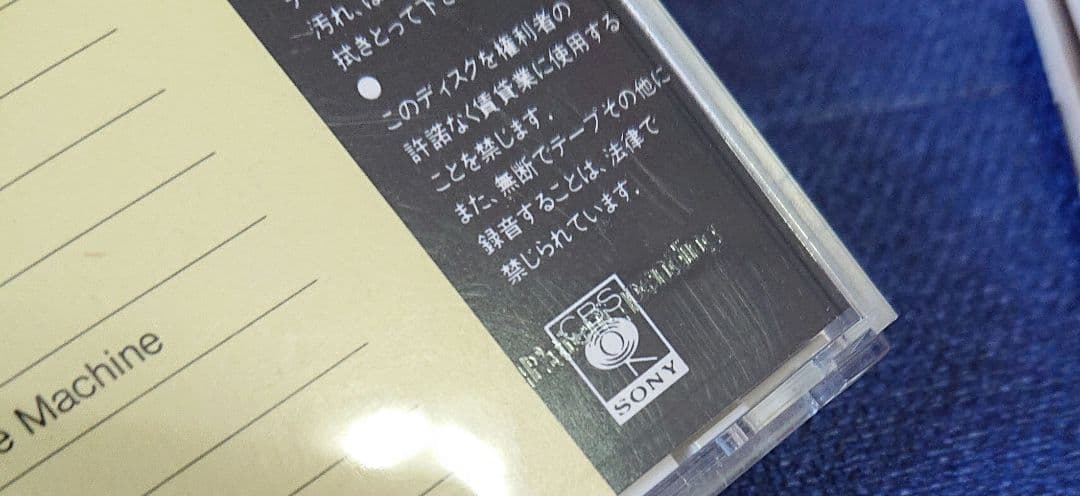 汚れ、ほ
拭きとって下さ
●このディスクを権利者の
許諾なく賃貸業に使用する
ことを禁じます.
また、無断でテープその他に
録音することは、法律で
禁じられています.
CBS
SONY
e Machine